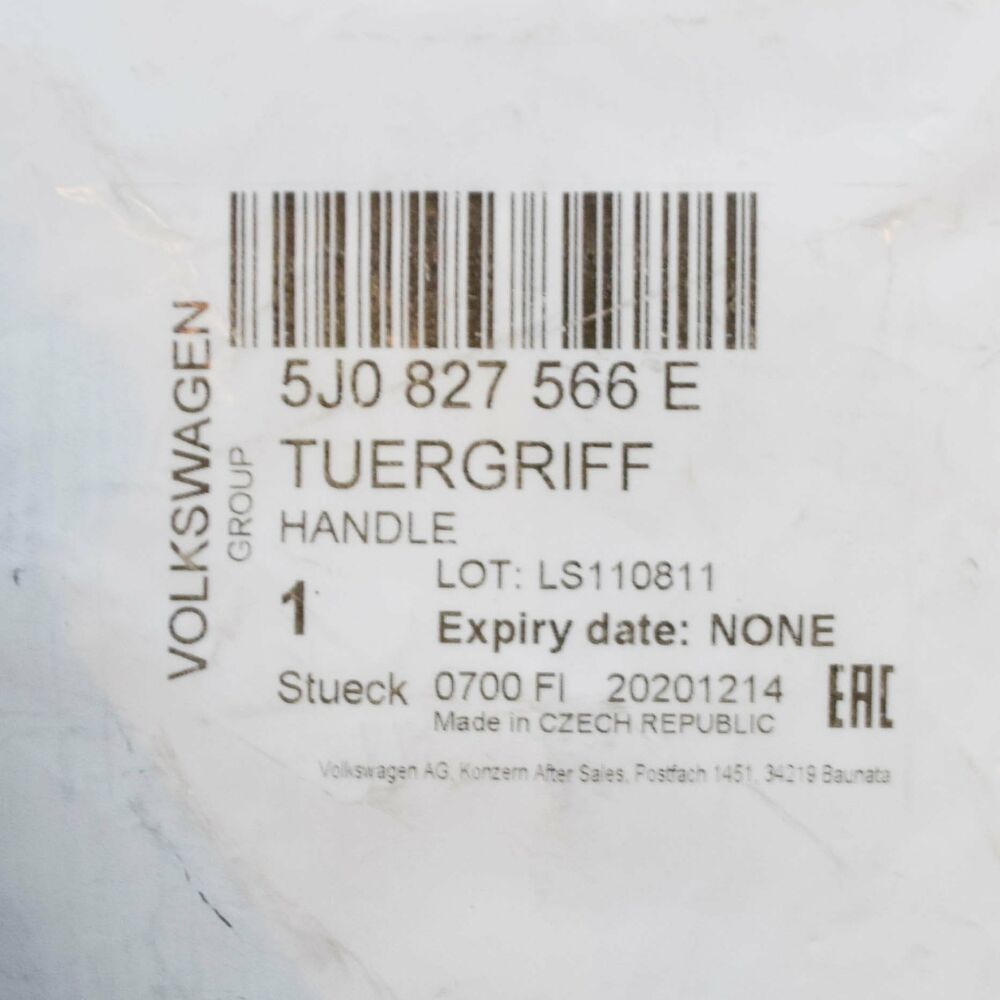 VOLKSWAGEN
GROUP
5J0 827 566 E
TUERGRIFF
HANDLE
LOT: LS110811
1
Expiry date: NONE
Stueck 0700 FI 20201214
EAC
Made in CZECH REPUBLIC
Volkswagen AG, Konzern After Sales, Postfach 1451, 34219 Baunata